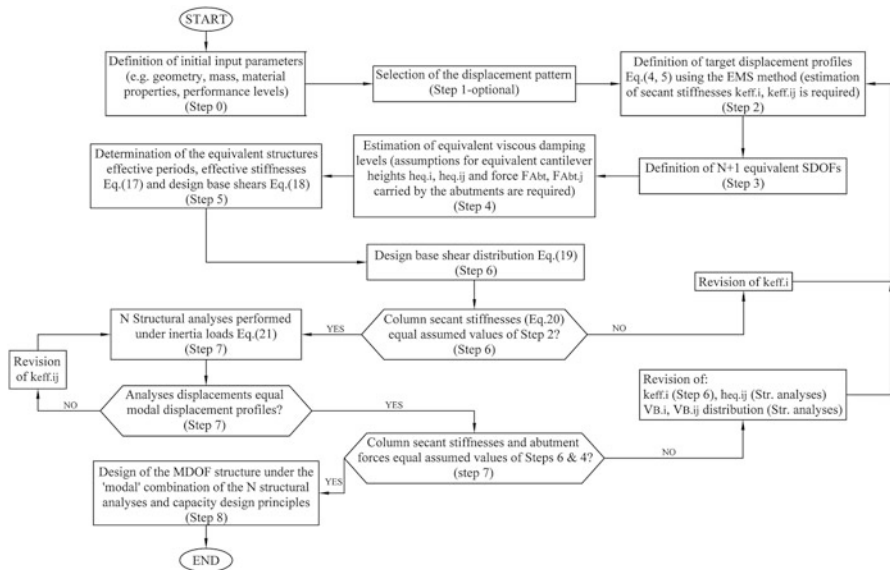 START
Definition of initial input parameters
(e.g. geometry, mass, material
properties, performance levels)
(Step 0)
Selection of the displacement pattern
(Step 1-optional)
Definition of target displacement profiles
Eq.(4, 5) using the EMS method (estimation
of secant stiffnesses keff.i, keff.ij is required)
(Step 2)
Definition of N+1 equivalent SDOFs
(Step 3)
Estimation of equivalent viscous damping
levels (assumptions for equivalent cantilever
heights heq.i, heq.ij and force FAbt, FAbt.j
carried by the abutments are required)
(Step 4)
Determination of the equivalent structures
effective periods, effective stiffnesses
Eq.(17) and design base shears Eq.(18)
(Step 5)
Design base shear distribution Eq.(19)
(Step 6)
Column secant stiffnesses (Eq.20)
equal assumed values of Step 2?
(Step 6)
NO
Revision of keff.i
YES
N Structural analyses performed
under inertia loads Eq.(21)
(Step 7)
Revision
of keff.ij
Analyses displacements equal
modal displacement profiles?
(Step 7)
NO
YES
Column secant stiffnesses and abutment
forces equal assumed values of Steps 6 & 4?
(step 7)
NO
Revision of:
keff.i (Step 6), heq.ij (Str. analyses)
VB.i, VB.ij distribution (Str. analyses)
YES
Design of the MDOF structure under the
'modal' combination of the N structural
analyses and capacity design principles
(Step 8)
END